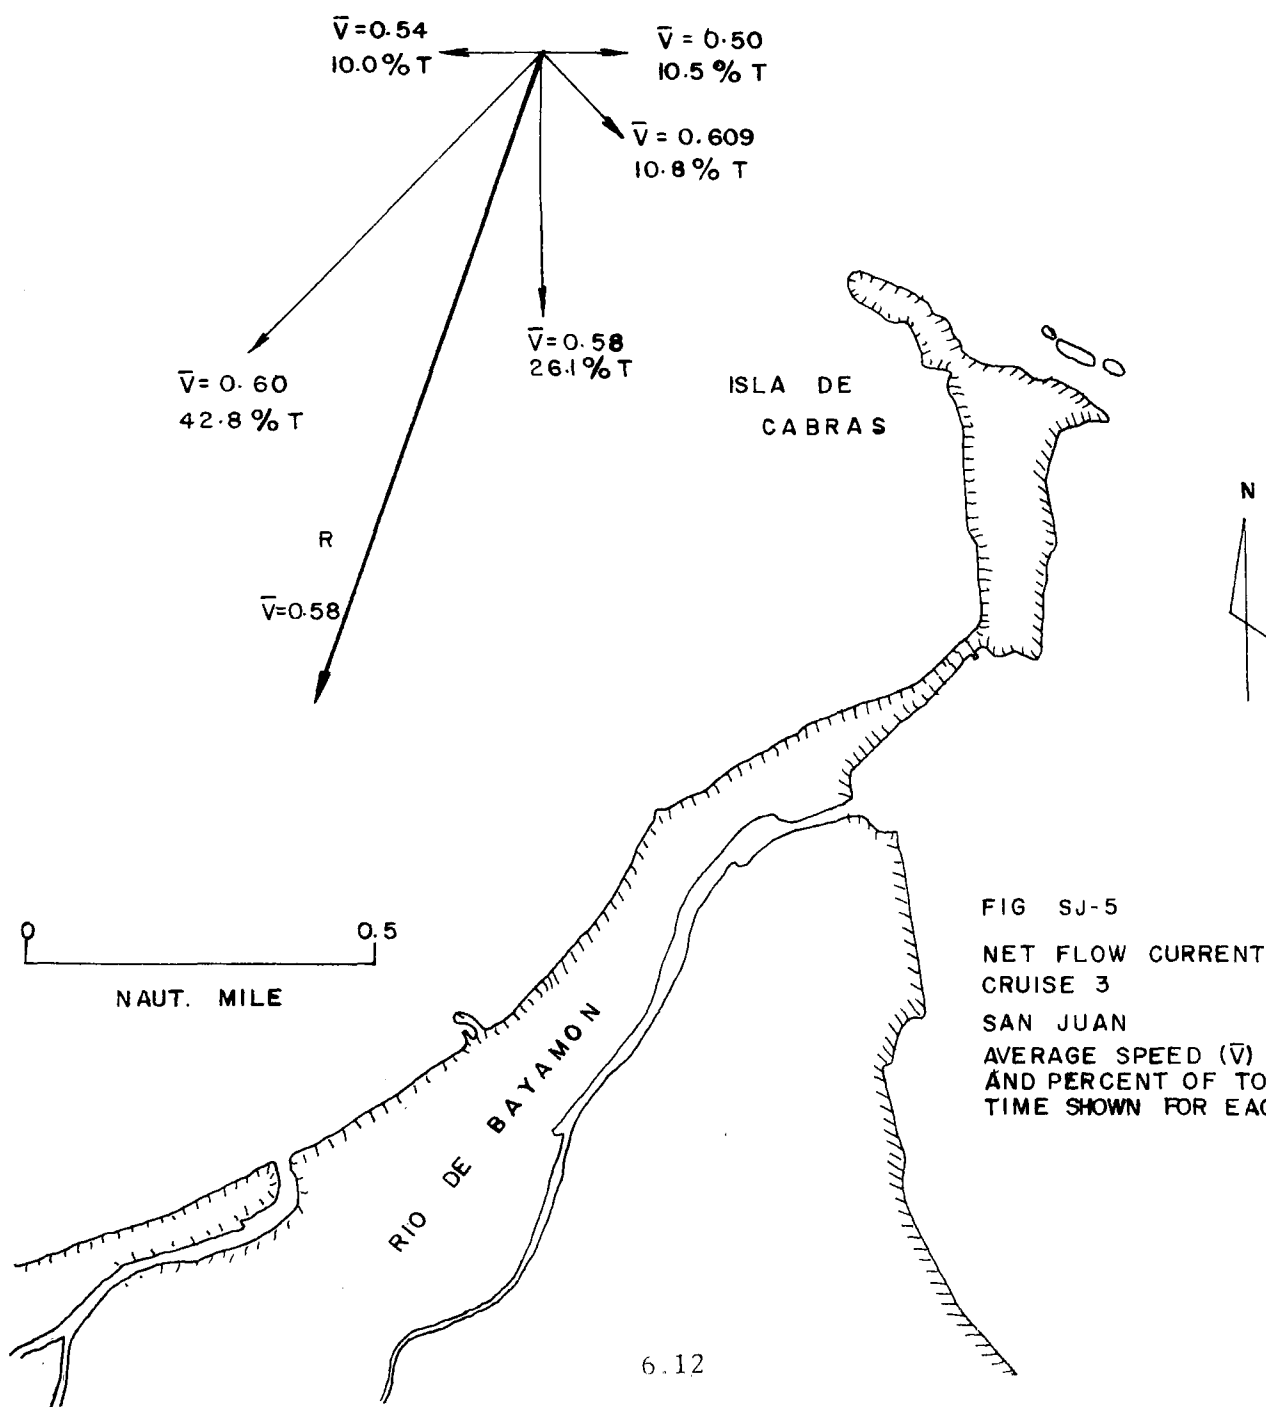 V̄=0.54
10.0% T
V̄ = 0.50
10.5 % T
V̄ = 0.609
10.8% T
V̄= 0.58
26.1% T
V̄= 0.60
42.8 % T
ISLA DE
CABRAS
N
R
V̄=0.58
0 0.5
NAUT. MILE
RIO DE BAYAMON
FIG SJ-5
NET FLOW CURRENT
CRUISE 3
SAN JUAN
AVERAGE SPEED (V̄)
AND PERCENT OF TO
TIME SHOWN FOR EAC
6.12